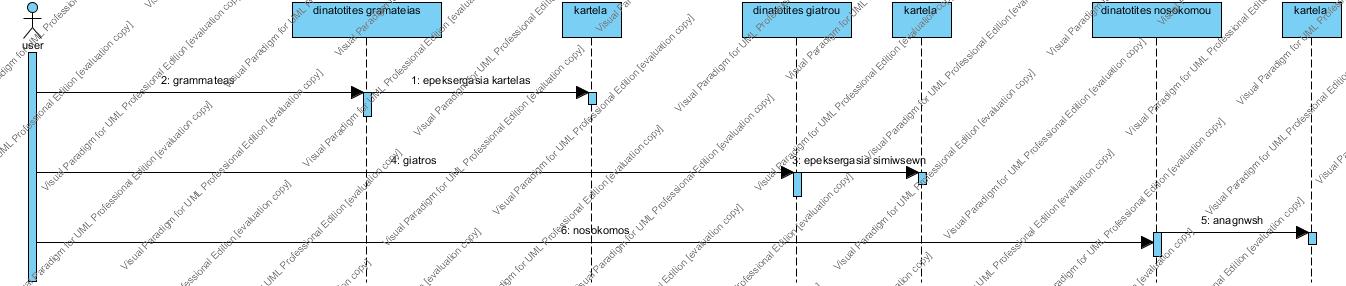 dinatotites gramateias
kartela
dinatotites giatrou
kartela
dinatotites nosokomou
kartela
user
2: grammateas
1: epeksergasia kartelas
4: giatros
3: epeksergasia simiwsewn
6: nosokomos
5: anagnwsh
Visual Paradigm for UML Professional Edition [evaluation copy]